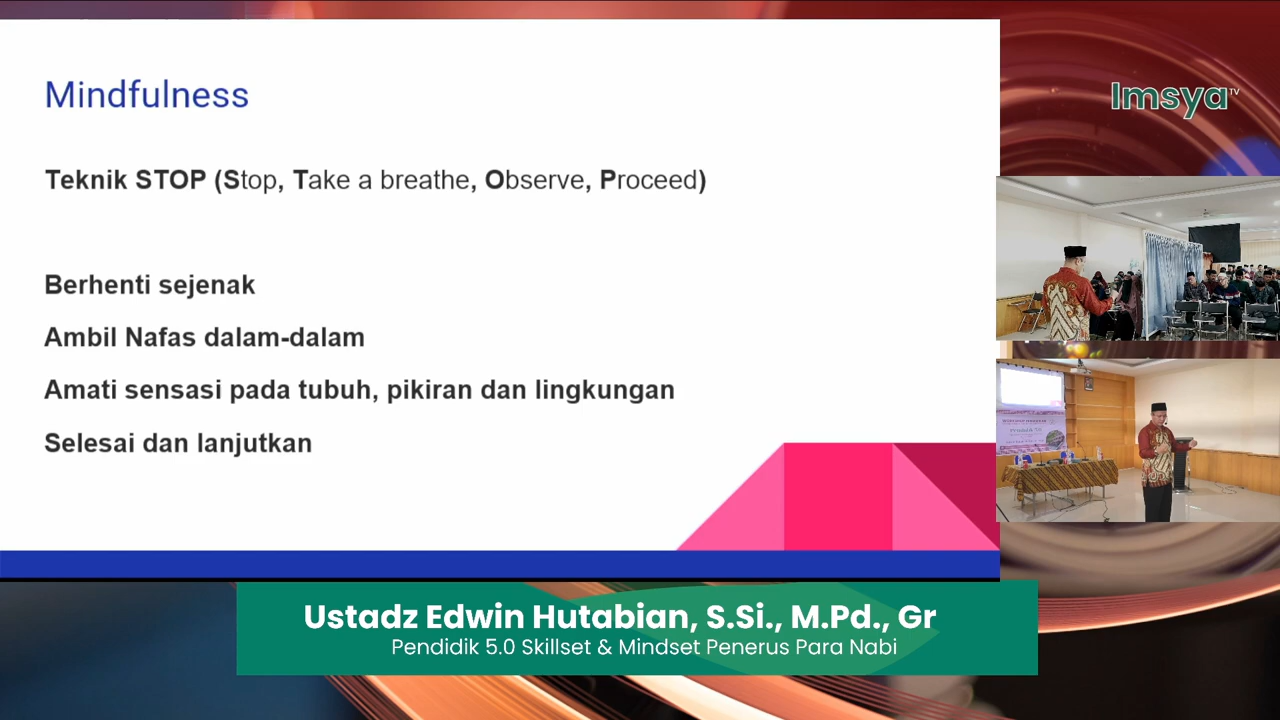 Mindfulness
Teknik STOP (Stop, Take a breathe, Observe, Proceed)
Berhenti sejenak
Ambil Nafas dalam-dalam
Amati sensasi pada tubuh, pikiran dan lingkungan
Selesai dan lanjutkan
Imsya TV
Ustadz Edwin Hutabian, S.Si., M.Pd., Gr
Pendidik 5.0 Skillset & Mindset Penerus Para Nabi